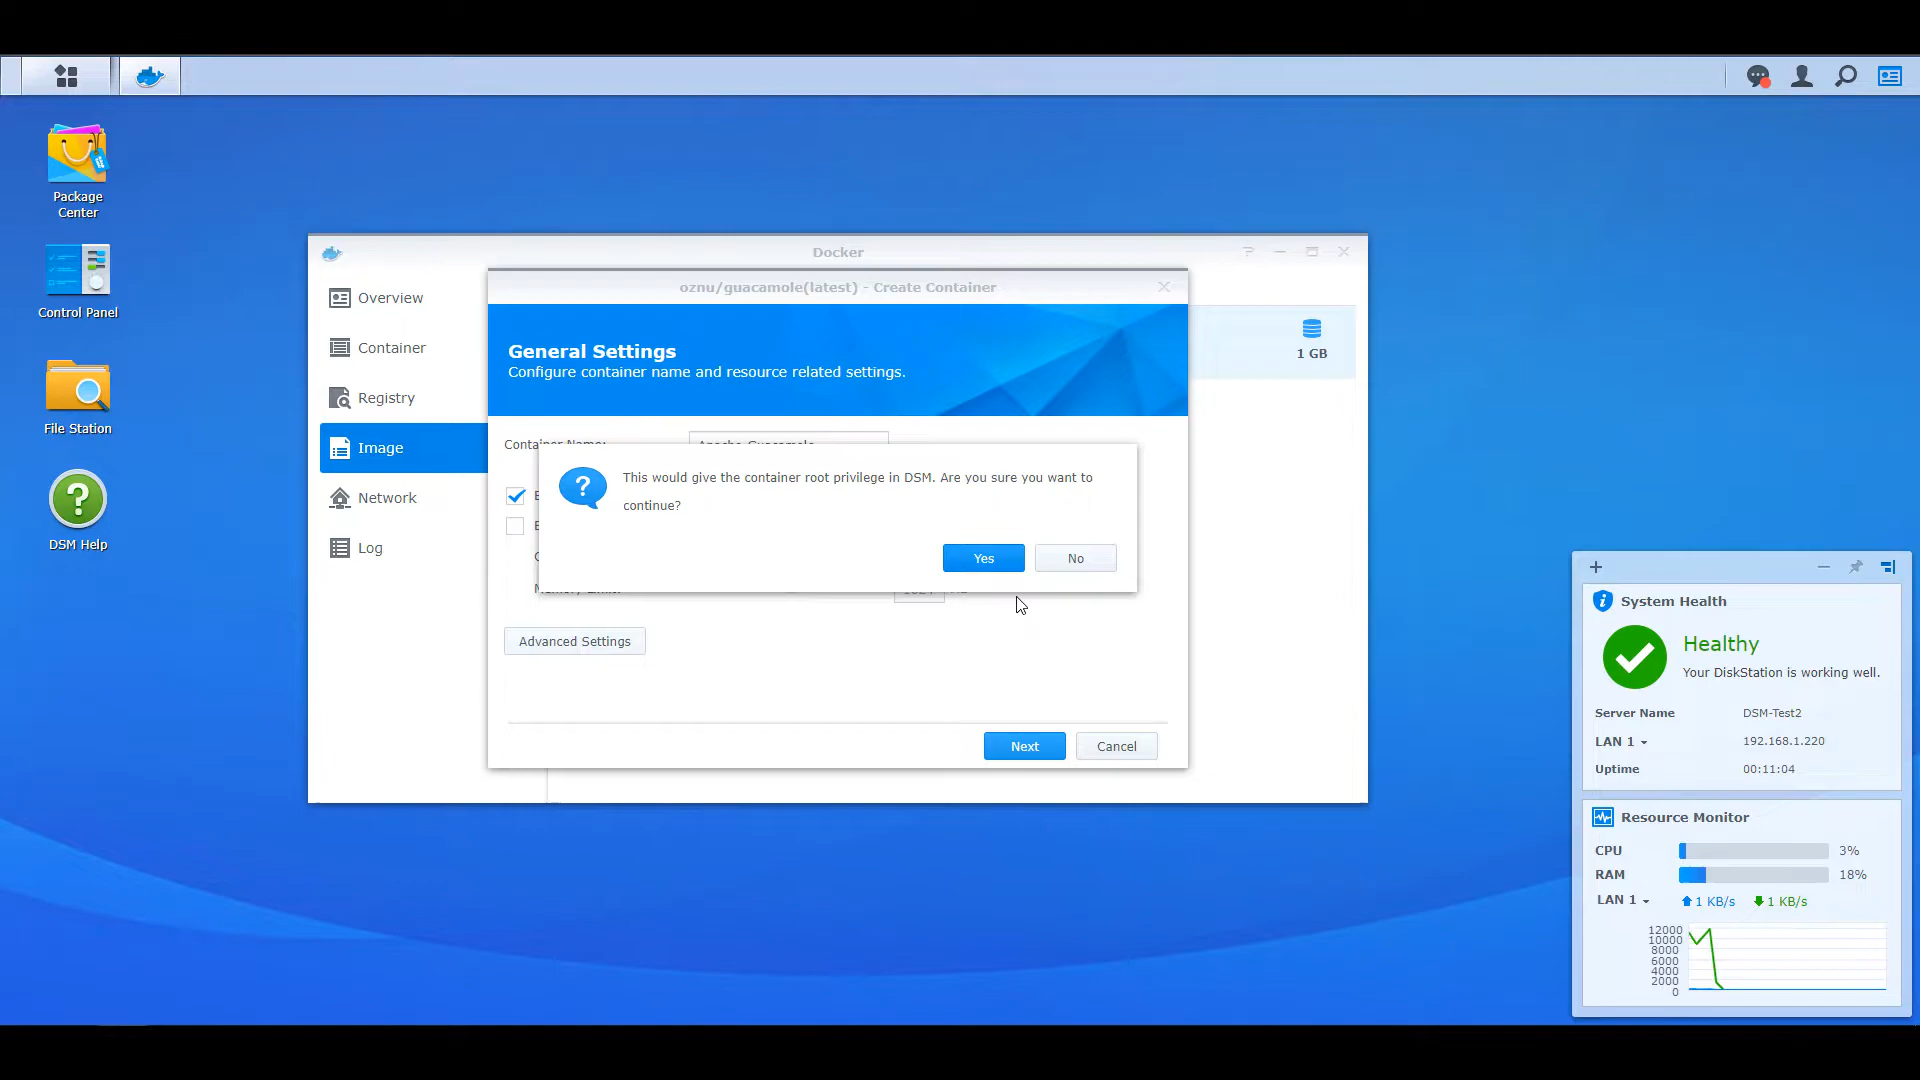 Package
Center
Control Panel
File Station
DSM Help
Docker
Overview
Container
Registry
Image
Network
Log
1 GB
oznu/guacamole(latest) - Create Container
General Settings
Configure container name and resource related settings.
Container Name:
This would give the container root privilege in DSM. Are you sure you want to
continue?
Yes
No
Advanced Settings
Next
Cancel
System Health
Healthy
Your DiskStation is working well.
Server Name DSM-Test2
LAN 1 192.168.1.220
Uptime 00:11:04
Resource Monitor
CPU 3%
RAM 18%
LAN 1 1 KB/s 1 KB/s
12000
10000
8000
6000
4000
2000
0